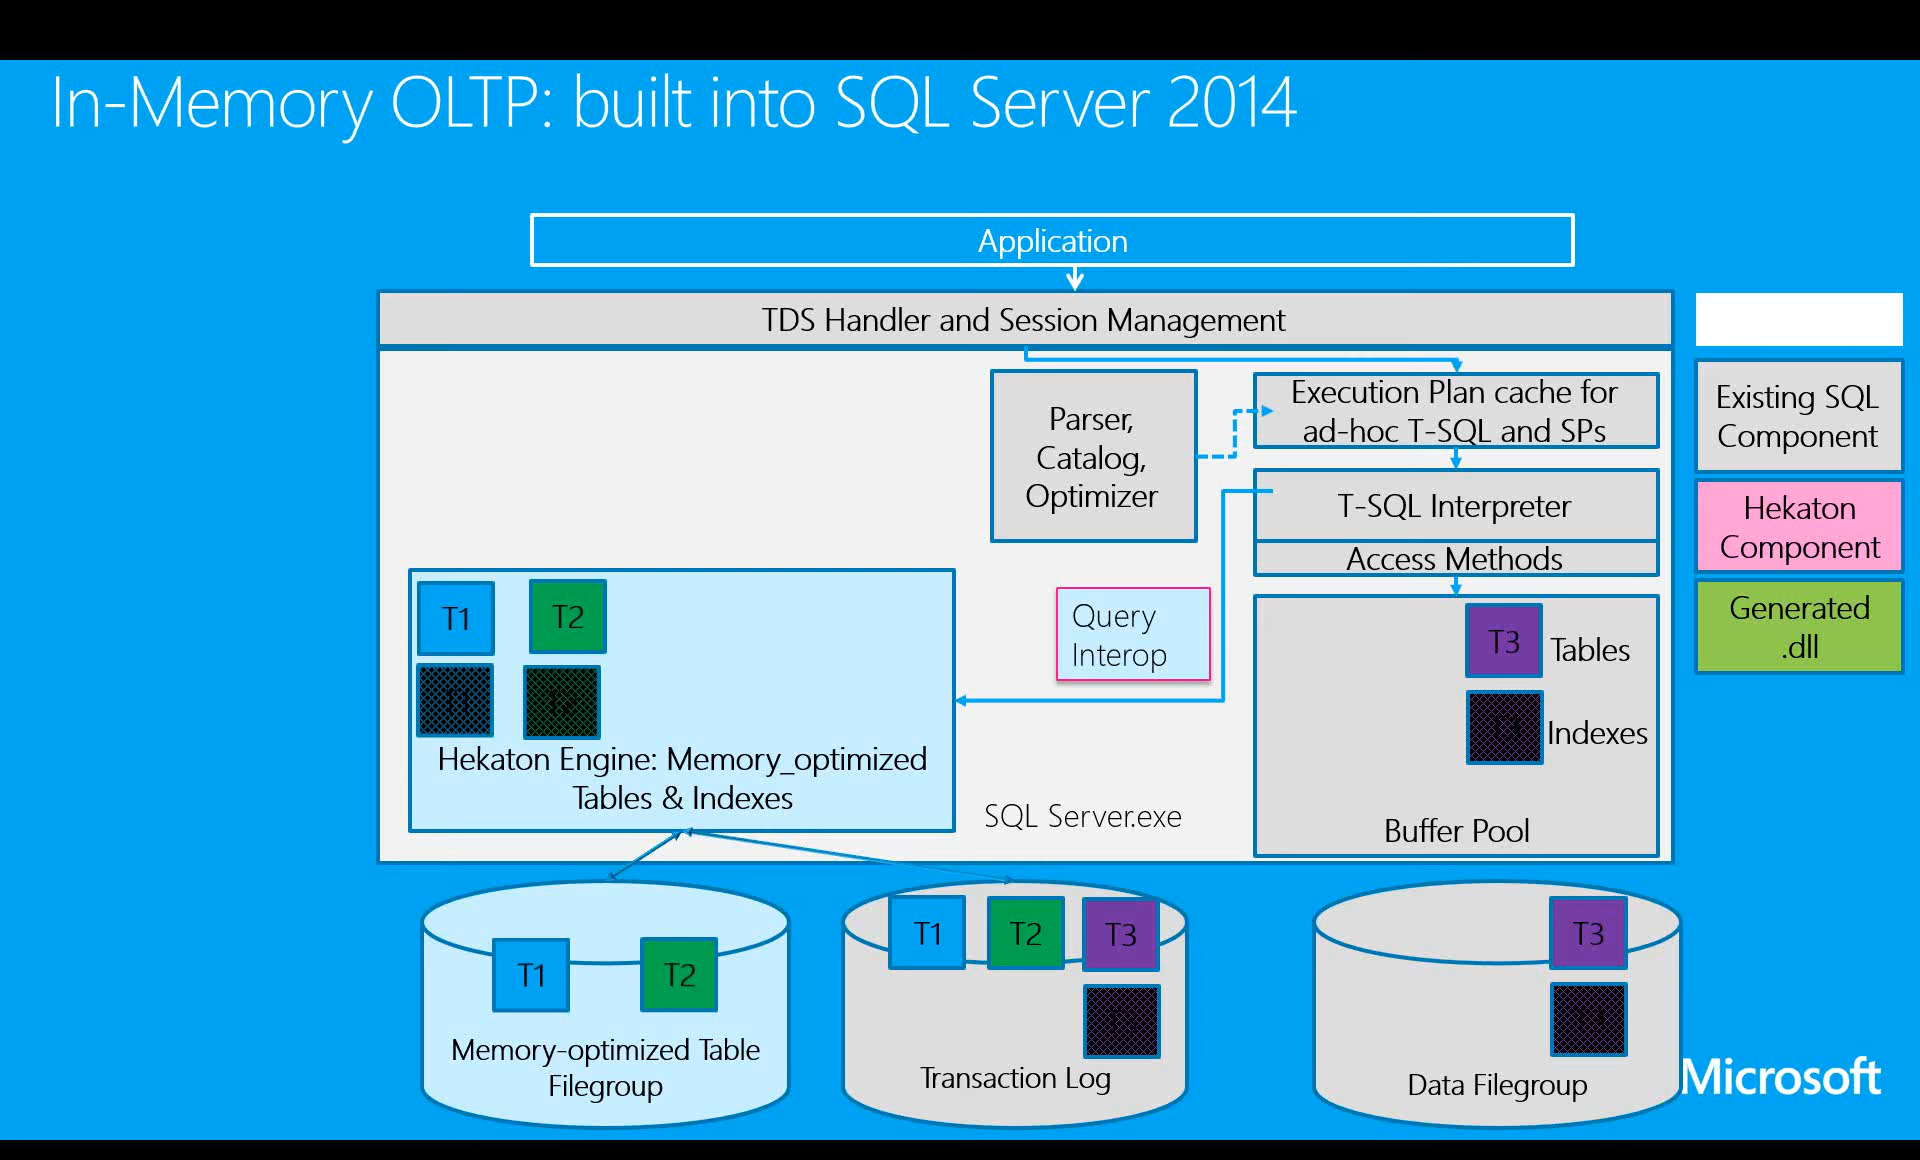 In-Memory OLTP: built into SQL Server 2014
Application
TDS Handler and Session Management
Parser,
Catalog,
Optimizer
Execution Plan cache for
ad-hoc T-SQL and SPs
T-SQL Interpreter
Access Methods
Existing SQL
Component
Hekaton
Component
Generated
.dll
T1
T2
Hekaton Engine: Memory_optimized
Tables & Indexes
Query
Interop
SQL Server.exe
T3
Tables
Indexes
Buffer Pool
T1
T2
Memory-optimized Table
Filegroup
T1
T2
T3
Transaction Log
T3
Data Filegroup
Microsoft